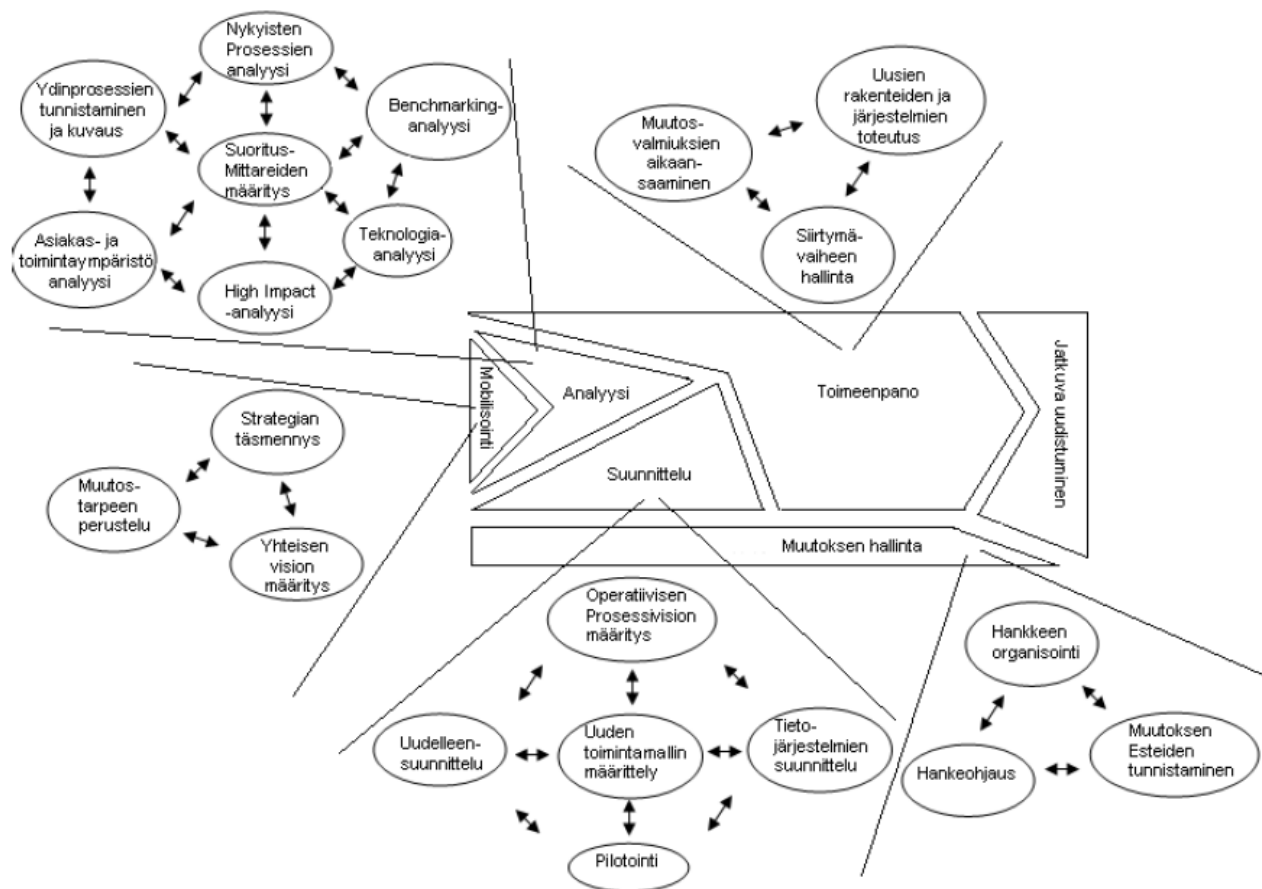 Nykyisten
Prosessien
analyysi
Ydinprosessien
tunnistaminen
ja kuvaus
Benchmarking-
analyysi
Suoritus-
Mittareiden
määritys
Asiakas- ja
toimintaympäristö
analyysi
Teknologia-
analyysi
High Impact
-analyysi
Uusien
rakenteiden ja
järjestelmien
toteutus
Muutos-
valmiuksien
aikaan-
saaminen
Siirtymä-
vaiheen
hallinta
Mobilisointi
Analyysi
Suunnittelu
Toimeenpano
Jatkuva uudistuminen
Muutoksen hallinta
Strategian
täsmennys
Muutos-
tarpeen
perustelu
Yhteisen
vision
määritys
Operatiivisen
Prosessivision
määritys
Uudelleen-
suunnittelu
Uuden
toimintamallin
määrittely
Tieto-
järjestelmien
suunnittelu
Pilotointi
Hankkeen
organisointi
Hankeohjaus
Muutoksen
Esteiden
tunnistaminen